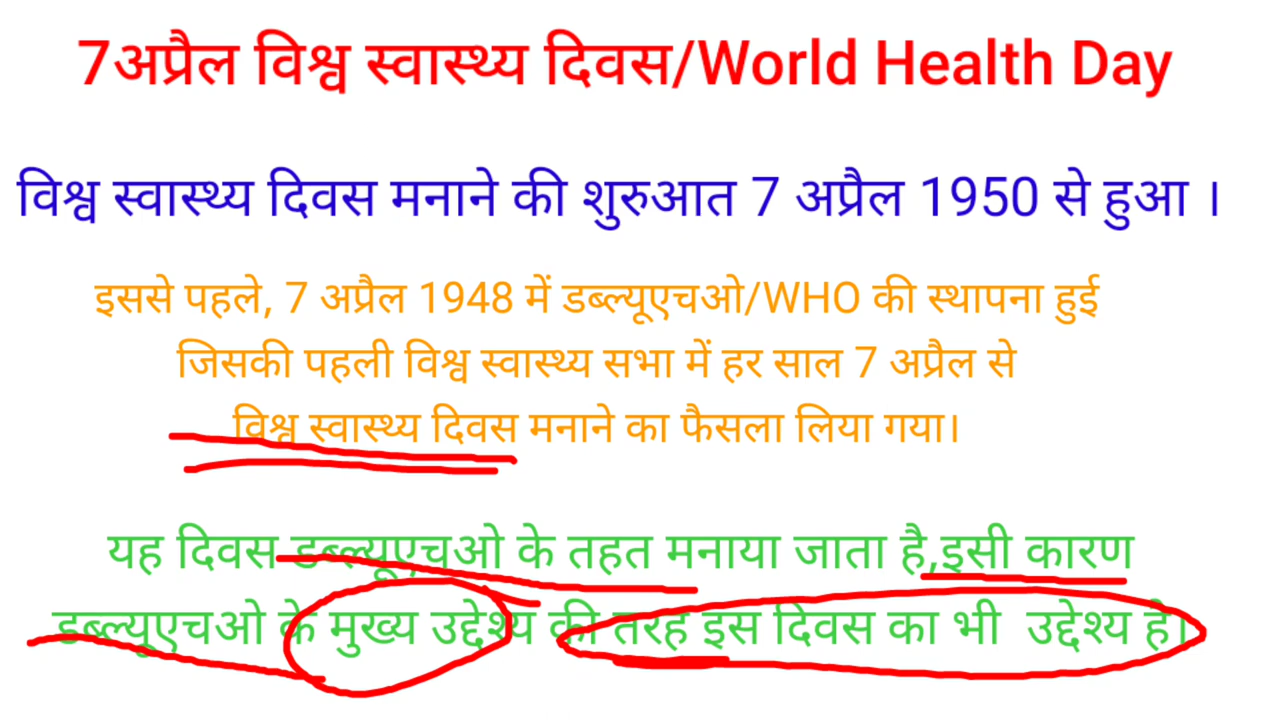 7अप्रैल विश्व स्वास्थ्य दिवस/World Health Day
विश्व स्वास्थ्य दिवस मनाने की शुरुआत 7 अप्रैल 1950 से हुआ ।
इससे पहले, 7 अप्रैल 1948 में डब्ल्यूएचओ/WHO की स्थापना हुई
जिसकी पहली विश्व स्वास्थ्य सभा में हर साल 7 अप्रैल से
विश्व स्वास्थ्य दिवस मनाने का फैसला लिया गया।
यह दिवस डब्ल्यूएचओ के तहत मनाया जाता है,इसी कारण
डब्ल्यूएचओ के मुख्य उद्देश्य की तरह इस दिवस का भी उद्देश्य है।